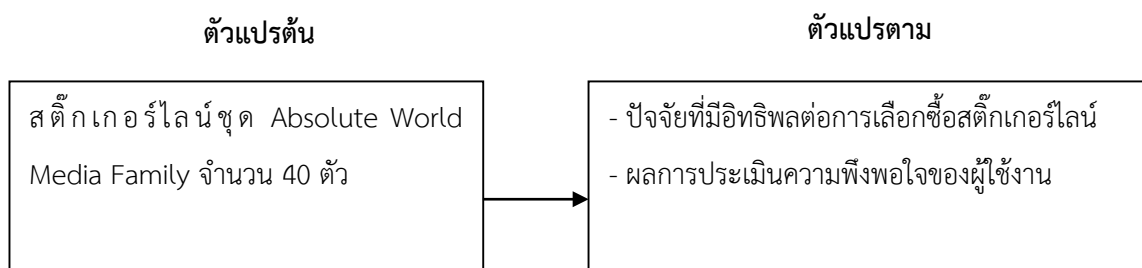 ตัวแปรต้น
ตัวแปรตาม
สติ๊กเกอร์ไลน์ชุด Absolute World
Media Family จำนวน 40 ตัว
- ปัจจัยที่มีอิทธิพลต่อการเลือกซื้อสติ๊กเกอร์ไลน์
- ผลการประเมินความพึงพอใจของผู้ใช้งาน